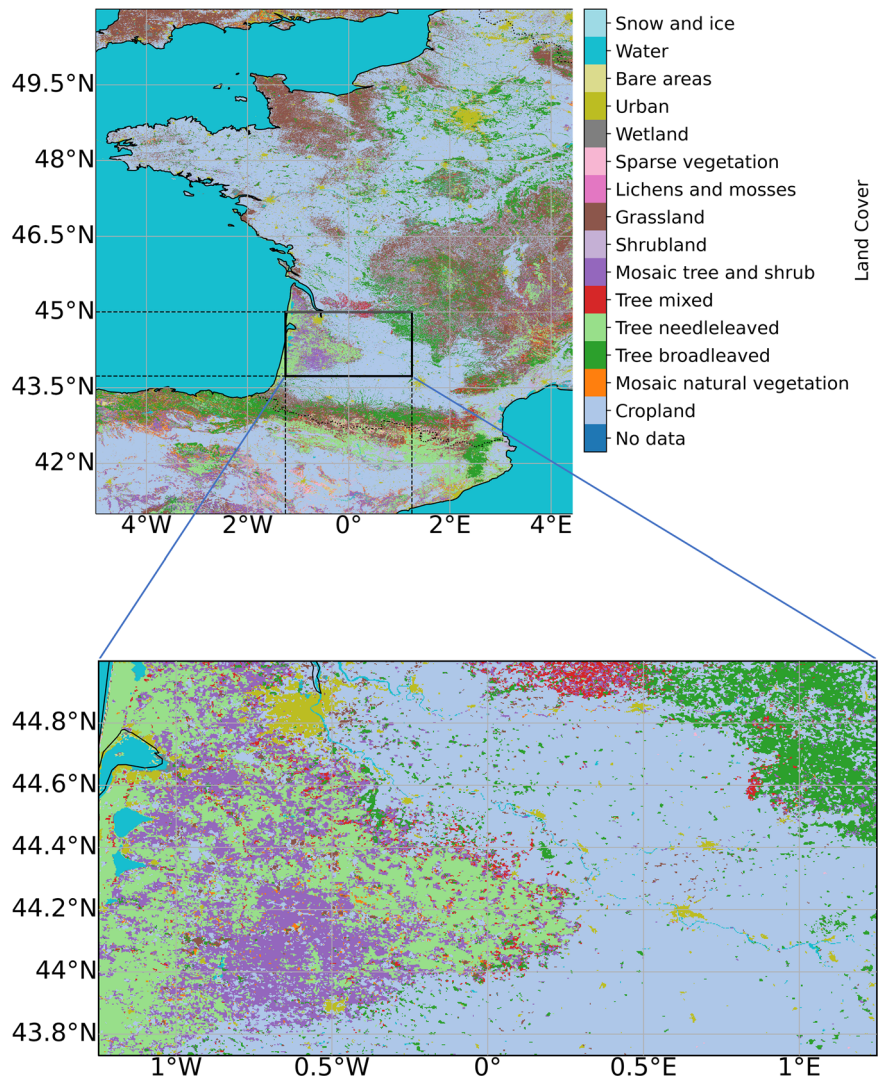 49.5°N
48°N
46.5°N
45°N
43.5°N
42°N
4°W 2°W 0° 2°E 4°E
Snow and ice
Water
Bare areas
Urban
Wetland
Sparse vegetation
Lichens and mosses
Grassland
Shrubland
Mosaic tree and shrub
Tree mixed
Tree needleleaved
Tree broadleaved
Mosaic natural vegetation
Cropland
No data
Land Cover
44.8°N
44.6°N
44.4°N
44.2°N
44°N
43.8°N
1°W 0.5°W 0° 0.5°E 1°E